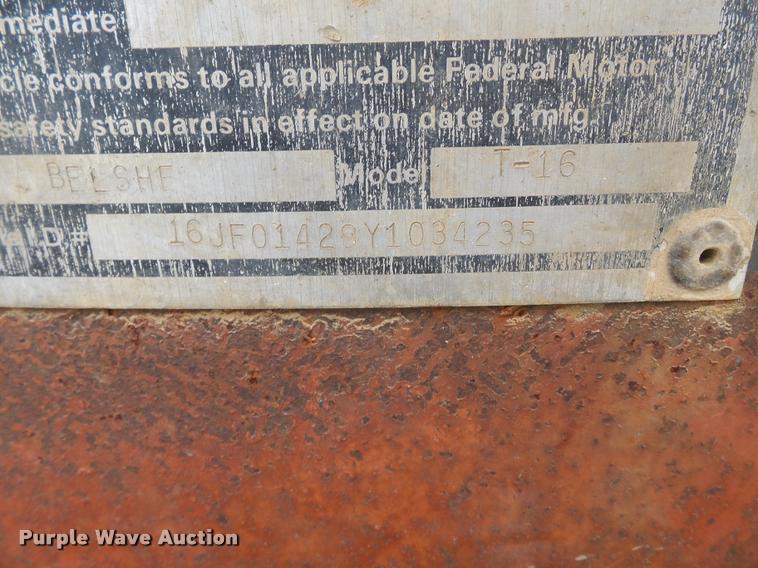 mediate
cle conforms to all applicable Federal Motor
safety standards in effect on date of mfg.
BELSHE Model T-16
ID# 16JF01428Y1034235
Purple Wave Auction